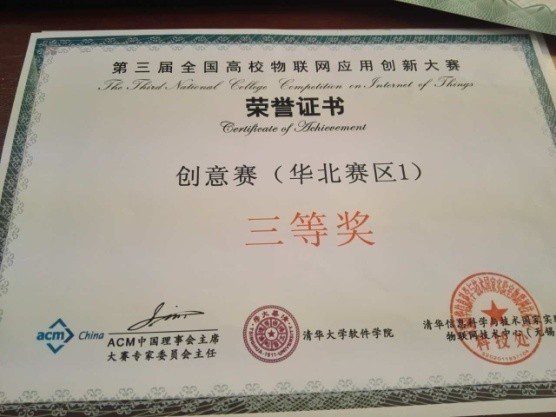 第三届全国高校物联网应用创新大赛
The Third National College Competition on Internet of Things
荣誉证书
Certificate of Achievement
创意赛（华北赛区1）
三等奖
acm China
ACM中国理事会主席
大赛专家委员会主任
清华大学软件学院
清华信息科学与技术国家实
物联网技术中心（无锡
科技处